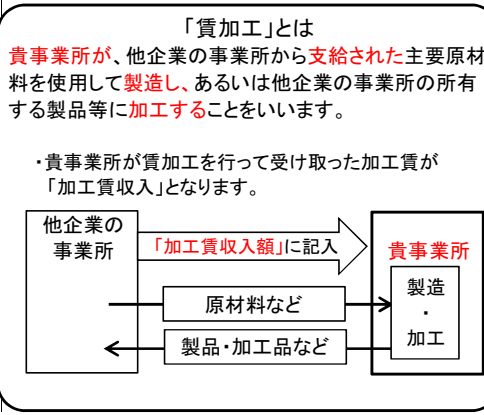 「賃加工」とは
貴事業所が、他企業の事業所から支給された主要原材
料を使用して製造し、あるいは他企業の事業所の所有
する製品等に加工することをいいます。
・貴事業所が賃加工を行って受け取った加工賃が
「加工賃収入」となります。
他企業の
事業所
「加工賃収入額」に記入
貴事業所
製造
・
加工
原材料など
製品・加工品など